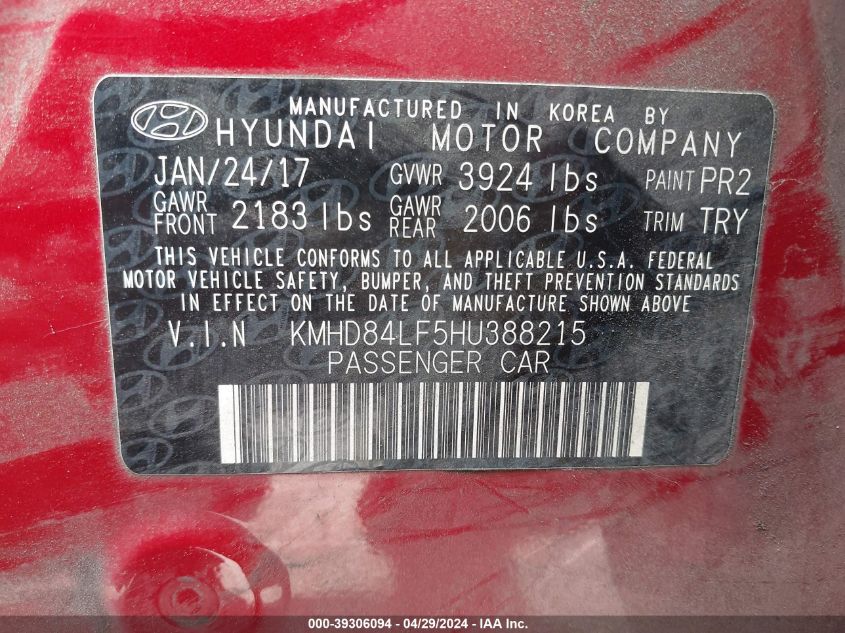 MANUFACTURED IN KOREA BY
HYUNDAI MOTOR COMPANY
JAN/24/17 GVWR 3924 lbs PAINT PR2
GAWR FRONT 2183 lbs GAWR REAR 2006 lbs TRIM TRY
THIS VEHICLE CONFORMS TO ALL APPLICABLE U.S.A. FEDERAL
MOTOR VEHICLE SAFETY, BUMPER, AND THEFT PREVENTION STANDARDS
IN EFFECT ON THE DATE OF MANUFACTURE SHOWN ABOVE
V.I.N KMHD84LF5HU388215
PASSENGER CAR
000-39306094 - 04/29/2024 - IAA Inc.